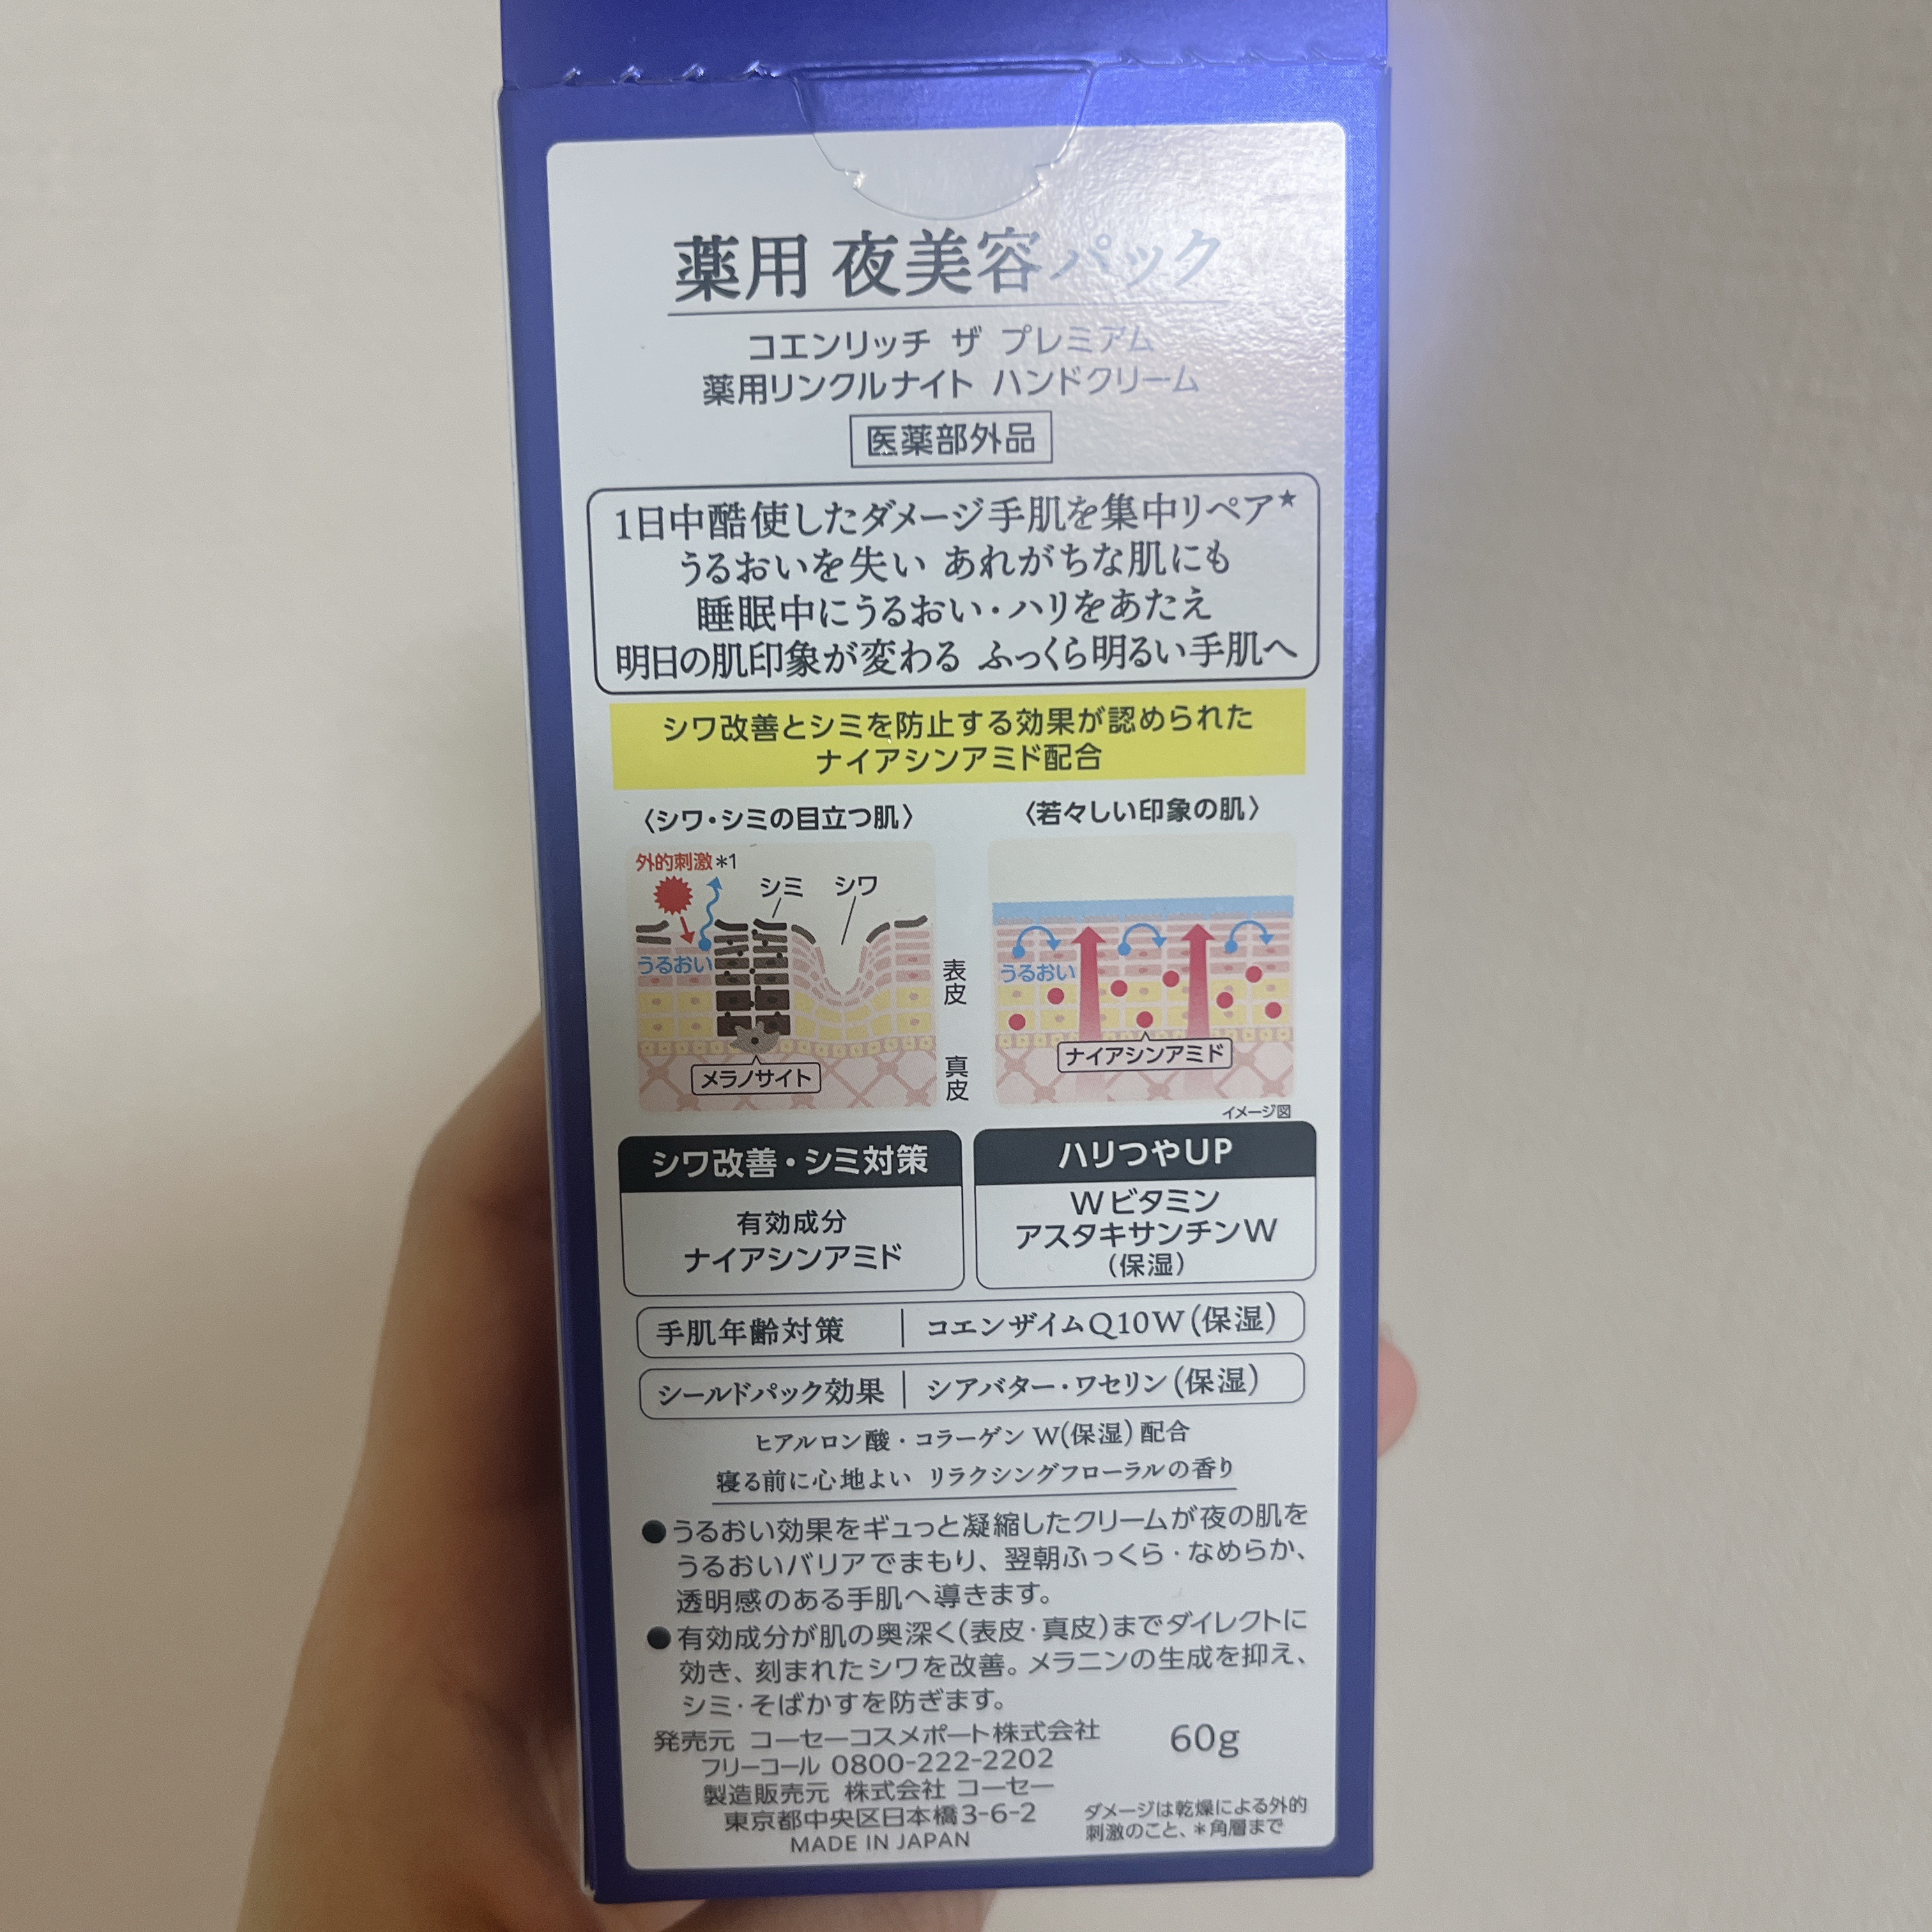 薬用 夜美容パック
コエンリッチ ザ プレミアム
薬用リンクルナイト ハンドクリーム
医薬部外品
1日中酷使したダメージ手肌を集中リペア★
うるおいを失い あれがちな肌にも
睡眠中にうるおい・ハリをあたえ
明日の肌印象が変わる ふっくら明るい手肌へ
シワ改善とシミを防止する効果が認められた
ナイアシンアミド配合
〈シワ・シミの目立つ肌〉
外的刺激*1
シミ
シワ
うるおい
メラノサイト
表皮
真皮
〈若々しい印象の肌〉
うるおい
ナイアシンアミド
イメージ図
シワ改善・シミ対策
有効成分
ナイアシンアミド
ハリつやUP
Wビタミン
アスタキサンチンW
(保湿)
手肌年齢対策 | コエンザイムQ10W(保湿)
シールドパック効果 | シアバター・ワセリン(保湿)
ヒアルロン酸・コラーゲン W(保湿)配合
寝る前に心地よい リラクシングフローラルの香り
●うるおい効果をギュっと凝縮したクリームが夜の肌を
うるおいバリアでまもり、翌朝ふっくら・なめらか、
透明感のある手肌へ導きます。
●有効成分が肌の奥深く(表皮・真皮)までダイレクトに
効き、刻まれたシワを改善。メラニンの生成を抑え、
シミ・そばかすを防ぎます。
発売元 コーセーコスメポート株式会社
フリーコール 0800-222-2202
製造販売元 株式会社 コーセー
東京都中央区日本橋3-6-2
MADE IN JAPAN
60g
ダメージは乾燥による外的
刺激のこと、*角層まで